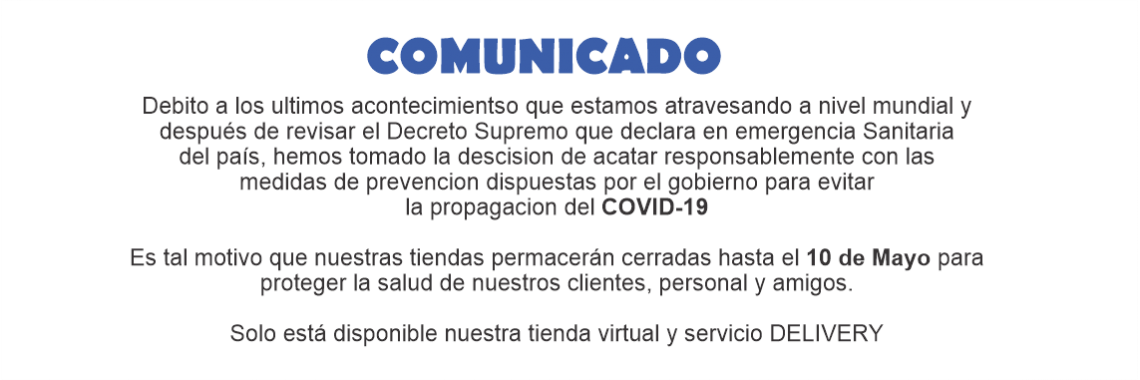 COMUNICADO
Debito a los ultimos acontecimientso que estamos atravesando a nivel mundial y
después de revisar el Decreto Supremo que declara en emergencia Sanitaria
del país, hemos tomado la descision de acatar responsablemente con las
medidas de prevencion dispuestas por el gobierno para evitar
la propagacion del COVID-19
Es tal motivo que nuestras tiendas permacerán cerradas hasta el 10 de Mayo para
proteger la salud de nuestros clientes, personal y amigos.
Solo está disponible nuestra tienda virtual y servicio DELIVERY